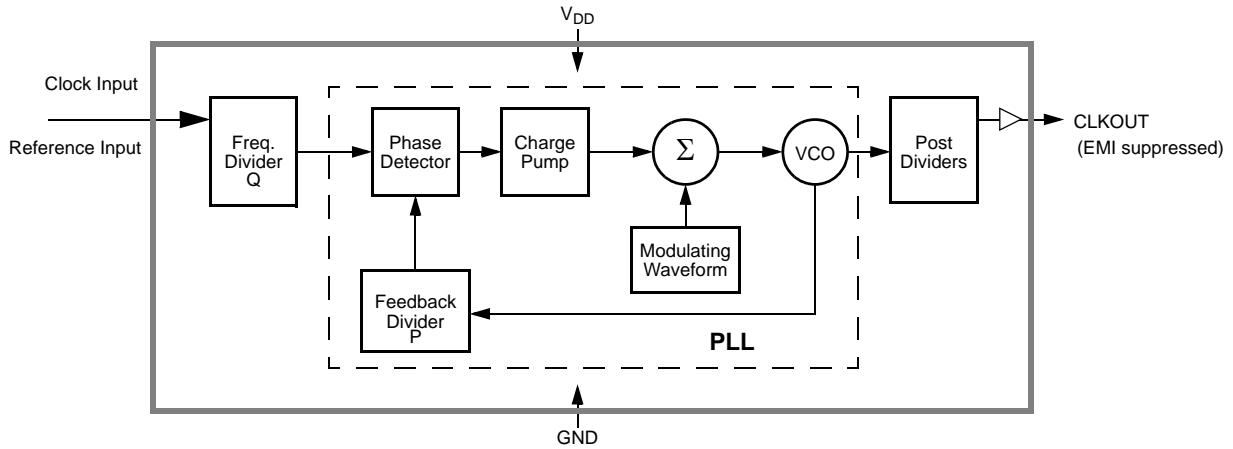 VDD
Clock Input
Reference Input
Freq.
Divider
Q
Phase
Detector
Charge
Pump
Σ
VCO
Post
Dividers
CLKOUT
(EMI suppressed)
Modulating
Waveform
Feedback
Divider
P
PLL
GND